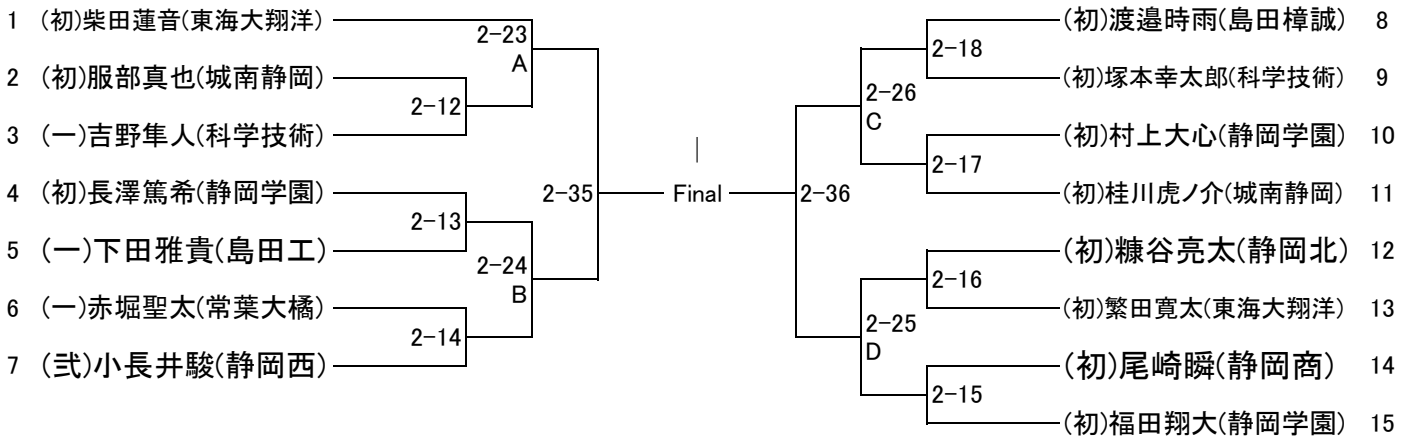 1 (初)柴田蓮音(東海大翔洋)
2 (初)服部真也(城南静岡)
3 (一)吉野隼人(科学技術)
4 (初)長澤篤希(静岡学園)
5 (一)下田雅貴(島田工)
6 (一)赤堀聖太(常葉大橘)
7 (弐)小長井駿(静岡西)
2-12
2-13
2-14
2-23
A
2-24
B
2-35
|
Final
2-36
2-26
C
2-25
D
2-18
2-17
2-16
2-15
(初)渡邉時雨(島田樟誠) 8
(初)塚本幸太郎(科学技術) 9
(初)村上大心(静岡学園) 10
(初)桂川虎ノ介(城南静岡) 11
(初)糠谷亮太(静岡北) 12
(初)繁田寛太(東海大翔洋) 13
(初)尾崎瞬(静岡商) 14
(初)福田翔大(静岡学園) 15